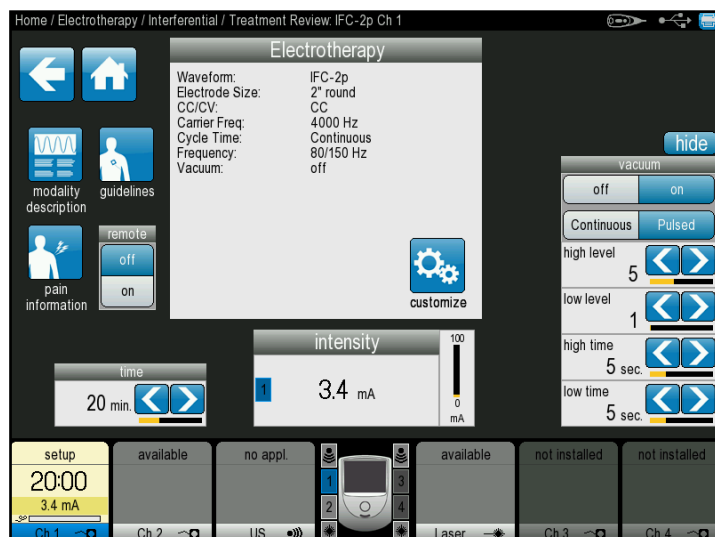 Home / Electrotherapy / Interferential / Treatment Review: IFC-2p Ch 1
Electrotherapy
Waveform: IFC-2p
Electrode Size: 2" round
CC/CV: CC
Carrier Freq: 4000 Hz
Cycle Time: Continuous
Frequency: 80/150 Hz
Vacuum: off
customize
modality
description
guidelines
pain
information
remote
off
on
hide
vacuum
off on
Continuous Pulsed
high level
5
low level
1
high time
5 sec.
low time
5 sec.
time
20 min.
intensity
1 3.4 mA
100
0
mA
setup
20:00
3.4 mA
Ch 1
available
Ch 2
no appl.
US
1
2
3
4
available
Laser
not installed
Ch 3
not installed
Ch 4